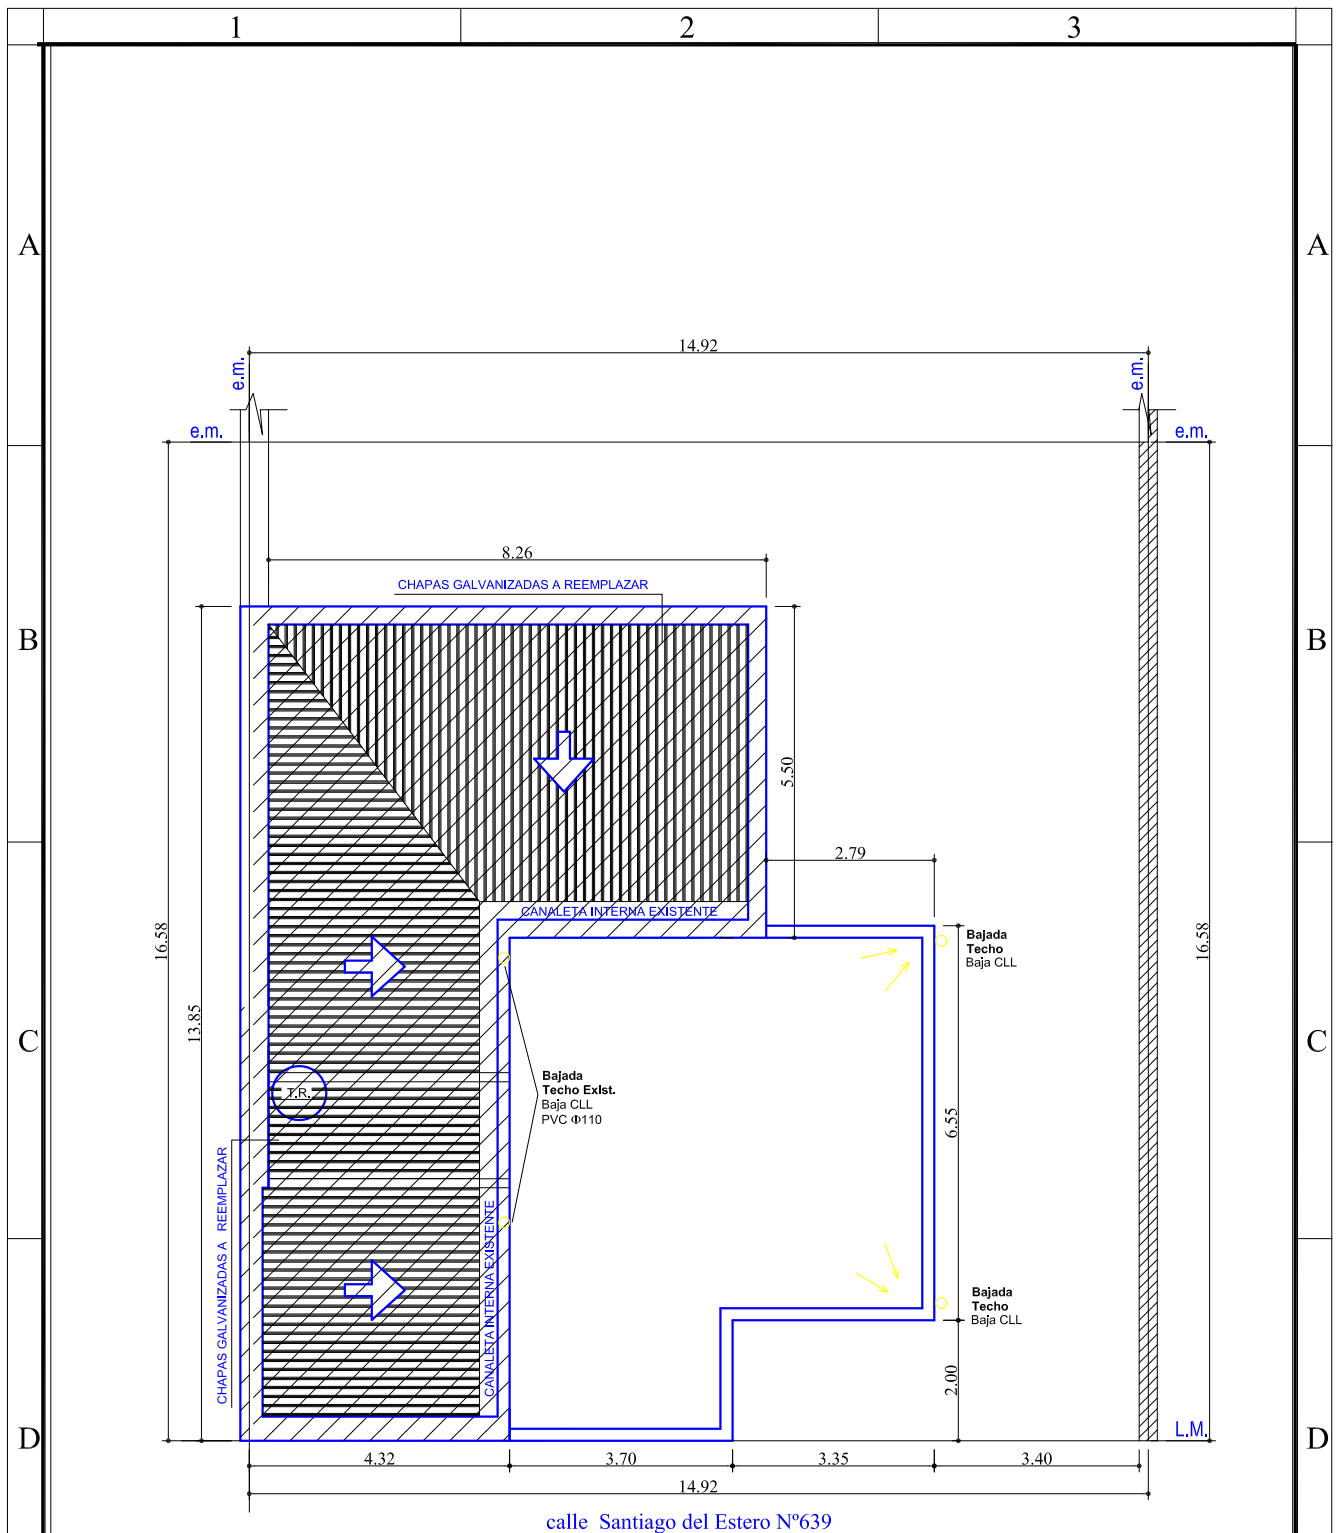 1
2
3
A
A
14.92
e.m.
e.m.
e.m.
e.m.
8.26
CHAPAS GALVANIZADAS A REEMPLAZAR
B
B
5.50
2.79
CANALETA INTERNA EXISTENTE
16.58
16.58
Bajada
Techo
Baja CLL
13.85
C
C
Bajada
Techo Exist.
Baja CLL
PVC Φ110
T.R.
6.55
CHAPAS GALVANIZADAS A REEMPLAZAR
CANALETA INTERNA EXISTENTE
Bajada
Techo
Baja CLL
2.00
L.M.
D
D
4.32
3.70
3.35
3.40
14.92
calle Santiago del Estero Nº639